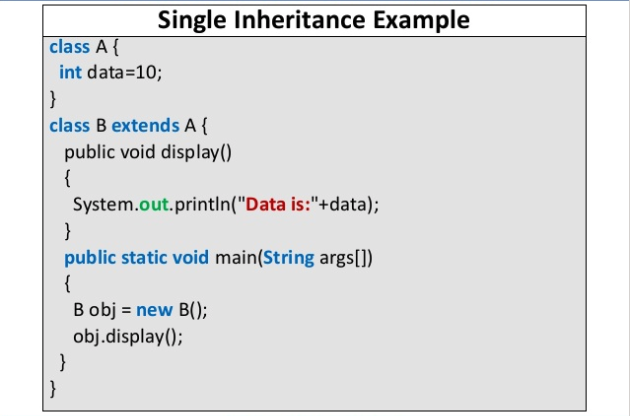 Single Inheritance Example
class A {
int data=10;
}
class B extends A {
public void display()
{
System.out.println("Data is:"+data);
}
public static void main(String args[])
{
B obj = new B();
obj.display();
}
}